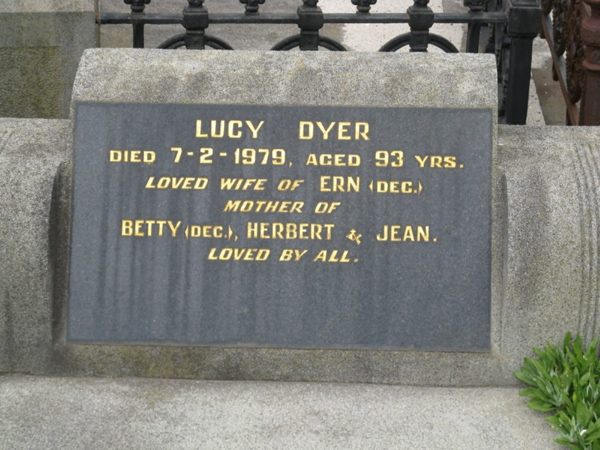 LUCY DYER
DIED 7-2-1979, AGED 93 YRS.
LOVED WIFE OF ERN (DEC.)
MOTHER OF
BETTY (DEC.), HERBERT & JEAN.
LOVED BY ALL.